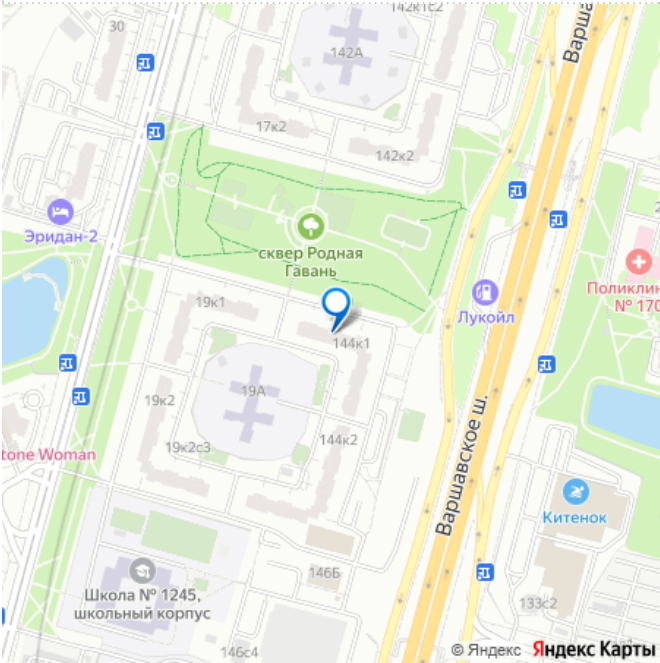 142к1с2
30
142А
Варша
17к2
142к2
Эридан-2
сквер Родная
Гавань
Поликлин
№ 170
Лукойл
19к1
144к1
19А
19к2
144к2
19к2с3
tone Woman
Варшавское ш.
Китенок
146Б
Школа № 1245,
школьный корпус
133с2
146с4
© Яндекс Яндекс Карты